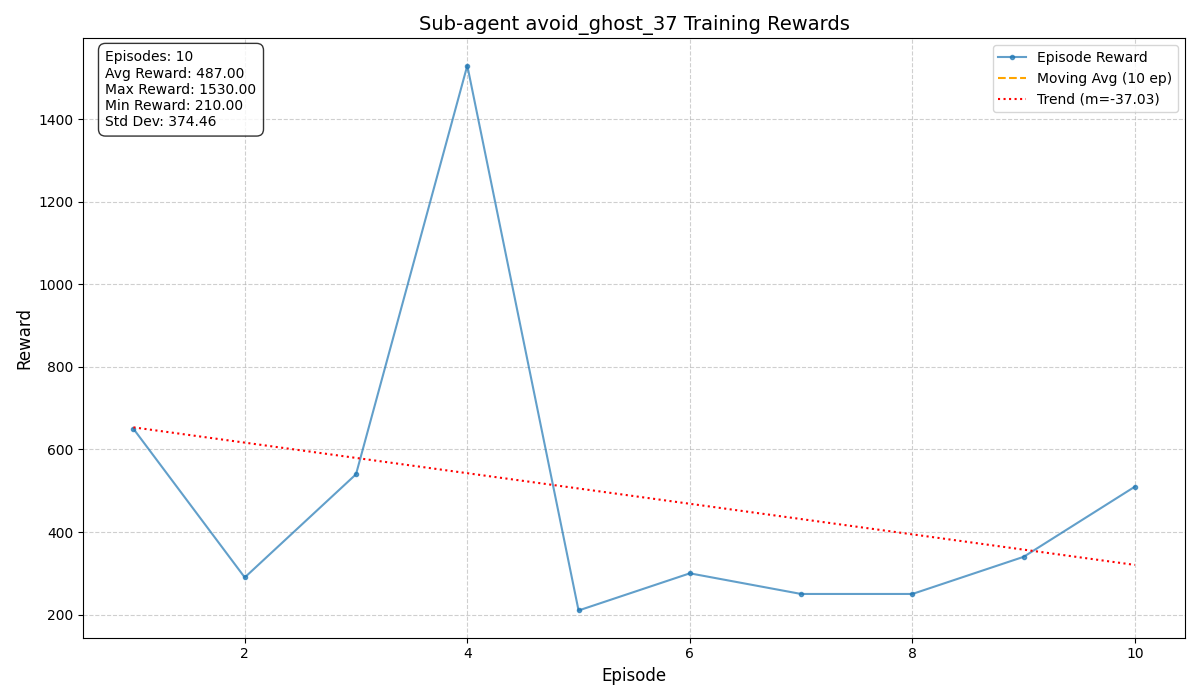 Sub-agent avoid_ghost_37 Training Rewards
Episodes: 10
Avg Reward: 487.00
Max Reward: 1530.00
Min Reward: 210.00
Std Dev: 374.46
Episode Reward
Moving Avg (10 ep)
Trend (m=-37.03)
Reward
1400
1200
1000
800
600
400
200
2
4
6
8
10
Episode